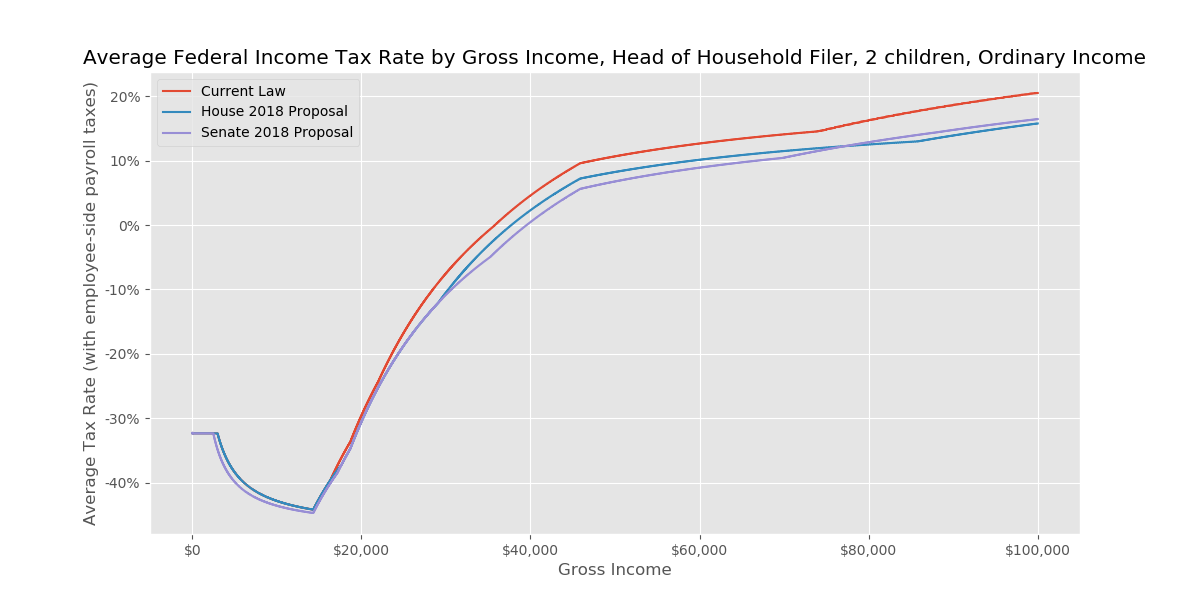 Average Federal Income Tax Rate by Gross Income, Head of Household Filer, 2 children, Ordinary Income
Current Law
House 2018 Proposal
Senate 2018 Proposal
Average Tax Rate (with employee-side payroll taxes)
20%
10%
0%
-10%
-20%
-30%
-40%
$0
$20,000
$40,000
$60,000
$80,000
$100,000
Gross Income